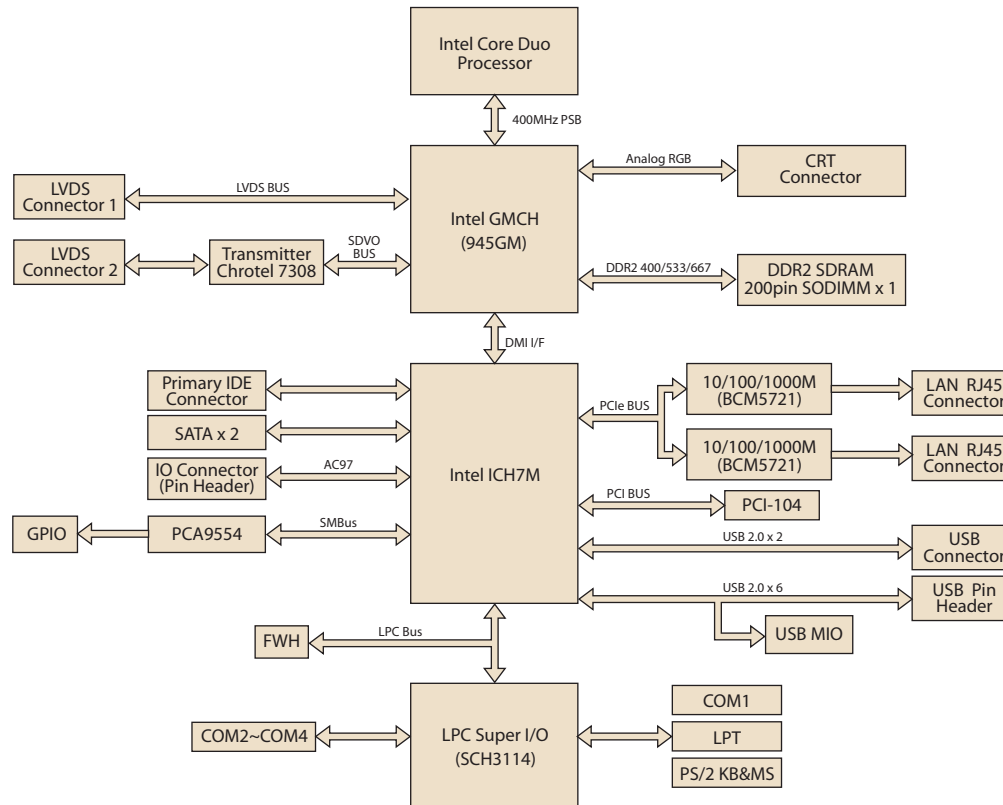 Intel Core Duo
Processor
400MHz PSB
Analog RGB
CRT
Connector
LVDS
Connector 1
LVDS BUS
Intel GMCH
(945GM)
LVDS
Connector 2
Transmitter
Chrotel 7308
SDVO
BUS
DDR2 400/533/667
DDR2 SDRAM
200pin SODIMM x 1
DMI I/F
Primary IDE
Connector
SATA x 2
IO Connector
(Pin Header)
AC97
GPIO
PCA9554
SMBus
Intel ICH7M
PCIe BUS
10/100/1000M
(BCM5721)
LAN RJ45
Connector
10/100/1000M
(BCM5721)
LAN RJ45
Connector
PCI BUS
PCI-104
USB 2.0 x 2
USB
Connector
USB 2.0 x 6
USB Pin
Header
USB MIO
FWH
LPC Bus
COM2~COM4
LPC Super I/O
(SCH3114)
COM1
LPT
PS/2 KB&MS